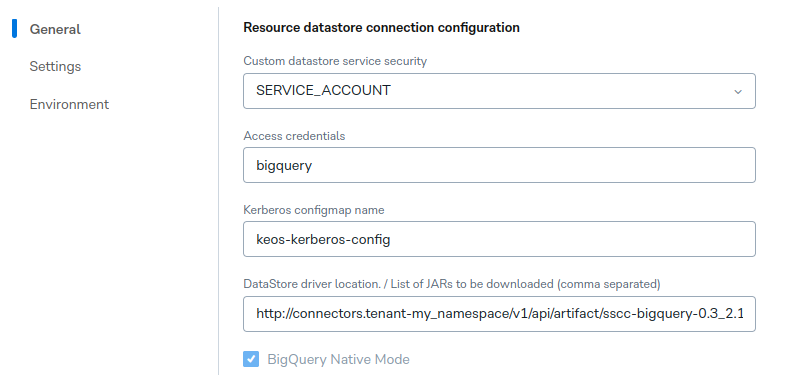 General
Settings
Environment
Resource datastore connection configuration
Custom datastore service security
SERVICE_ACCOUNT
Access credentials
bigquery
Kerberos configmap name
keos-kerberos-config
DataStore driver location. / List of JARs to be downloaded (comma separated)
http://connectors.tenant-my_namespace/v1/api/artifact/sscc-bigquery-0.3_2.1
BigQuery Native Mode